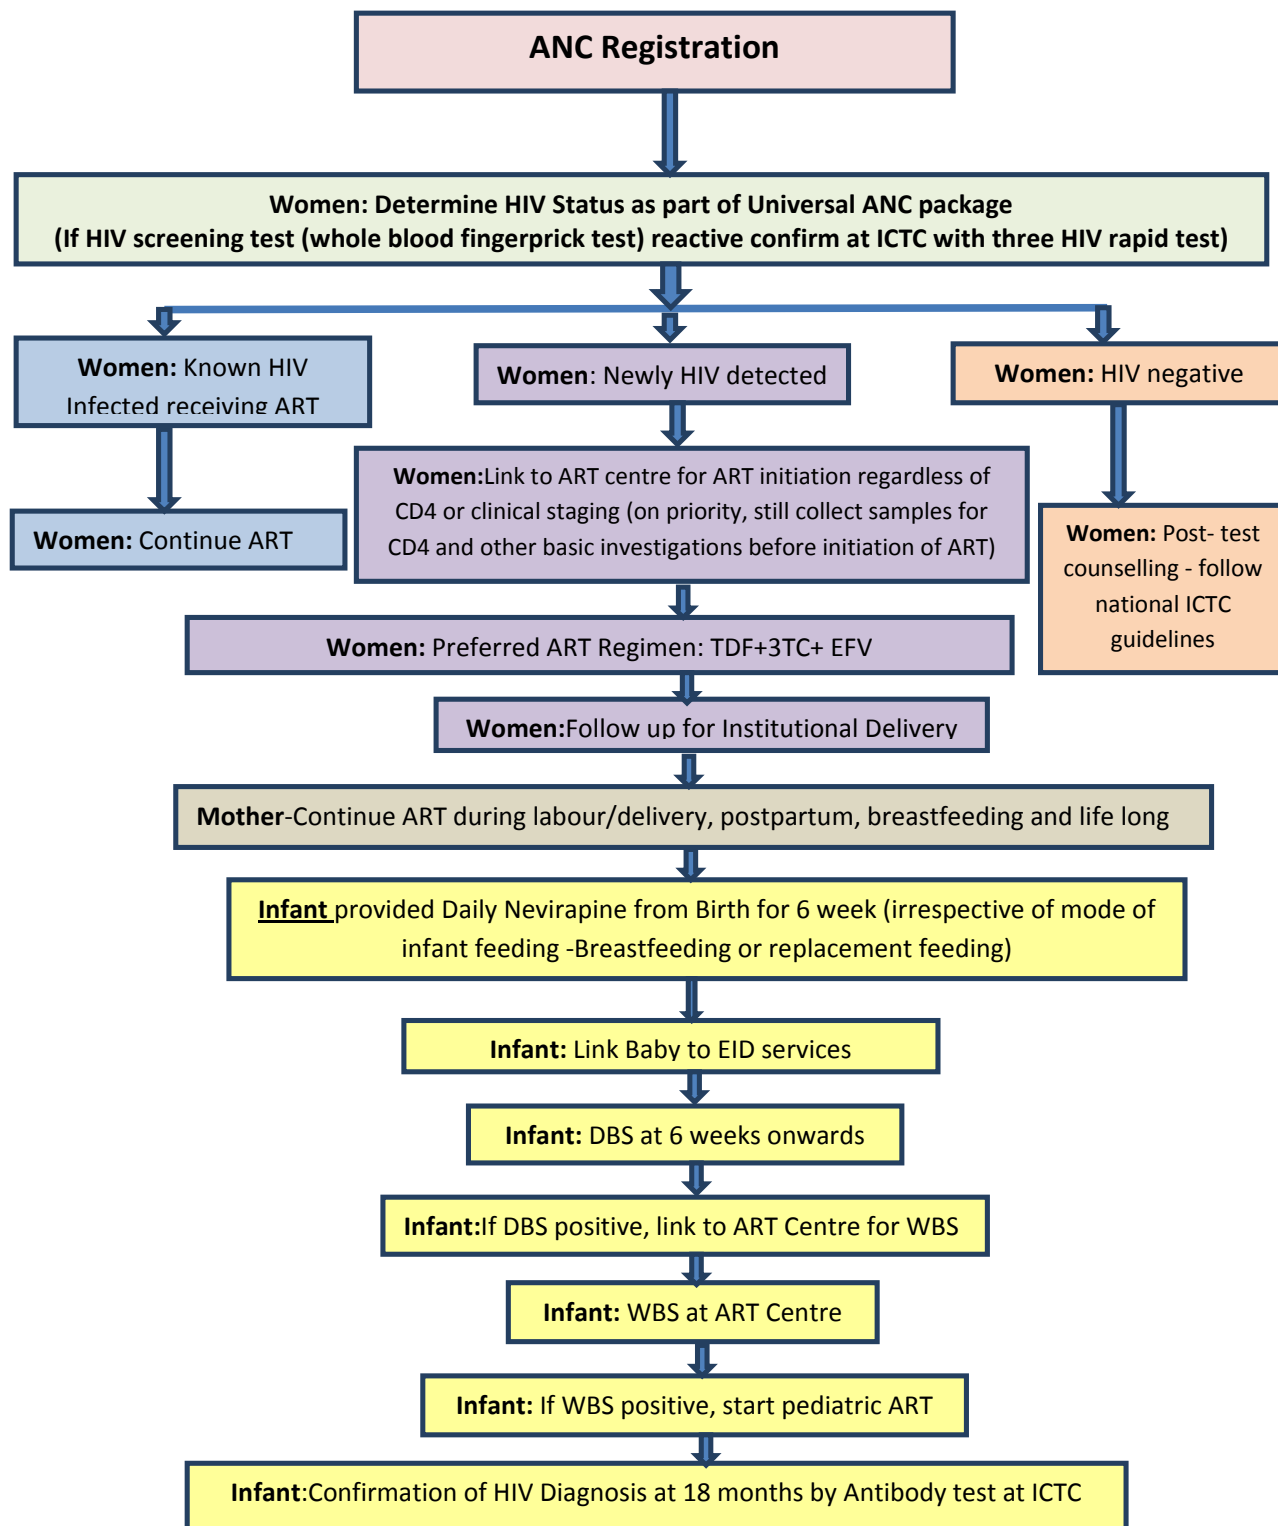 ANC Registration
Women: Determine HIV Status as part of Universal ANC package
(If HIV screening test (whole blood fingerprick test) reactive confirm at ICTC with three HIV rapid test)
Women: Known HIV
Infected receiving ART
Women: Continue ART
Women: Newly HIV detected
Women: HIV negative
Women:Link to ART centre for ART initiation regardless of
CD4 or clinical staging (on priority, still collect samples for
CD4 and other basic investigations before initiation of ART)
Women: Post- test
counselling - follow
national ICTC
guidelines
Women: Preferred ART Regimen: TDF+3TC+ EFV
Women:Follow up for Institutional Delivery
Mother-Continue ART during labour/delivery, postpartum, breastfeeding and life long
Infant provided Daily Nevirapine from Birth for 6 week (irrespective of mode of
infant feeding -Breastfeeding or replacement feeding)
Infant: Link Baby to EID services
Infant: DBS at 6 weeks onwards
Infant:If DBS positive, link to ART Centre for WBS
Infant: WBS at ART Centre
Infant: If WBS positive, start pediatric ART
Infant:Confirmation of HIV Diagnosis at 18 months by Antibody test at ICTC